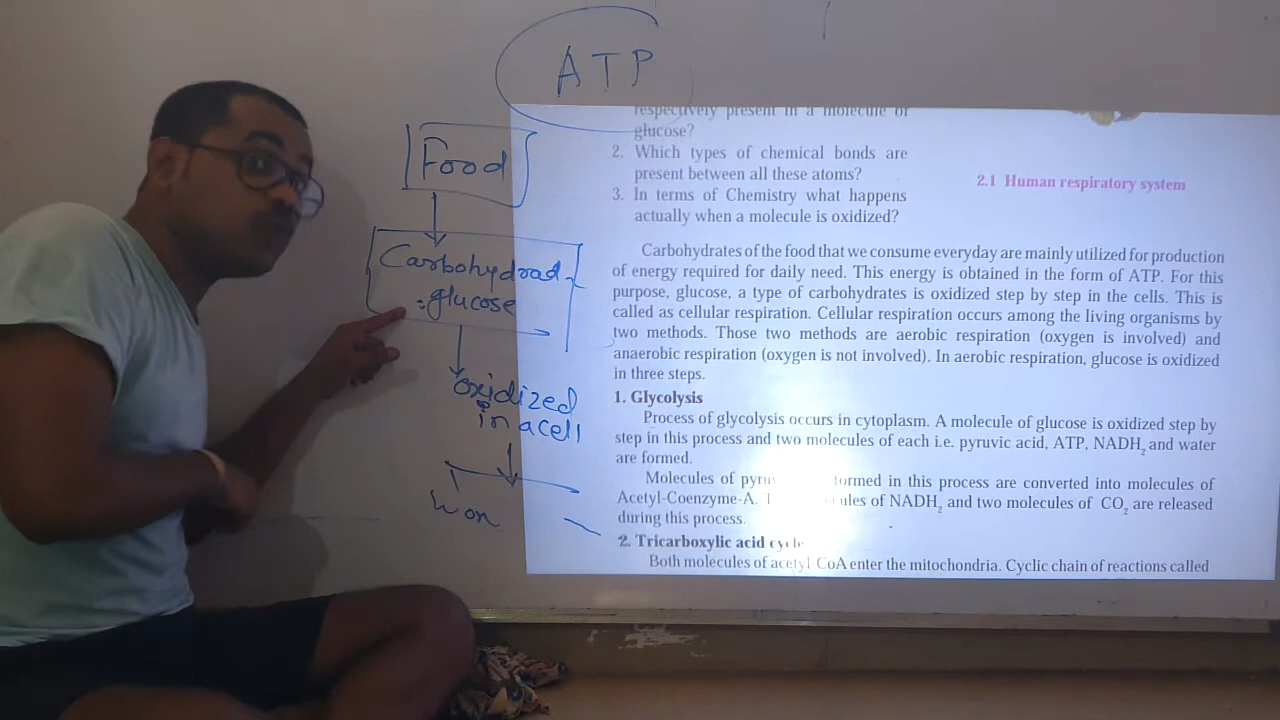 ATP
Food
Carbohydrad
:glucose
oxidized
in a cell
respectively present in a molecule of
glucose?
2. Which types of chemical bonds are
present between all these atoms?
3. In terms of Chemistry what happens
actually when a molecule is oxidized?
2.1 Human respiratory system
Carbohydrates of the food that we consume everyday are mainly utilized for production
of energy required for daily need. This energy is obtained in the form of ATP. For this
purpose, glucose, a type of carbohydrates is oxidized step by step in the cells. This is
called as cellular respiration. Cellular respiration occurs among the living organisms by
two methods. Those two methods are aerobic respiration (oxygen is involved) and
anaerobic respiration (oxygen is not involved). In aerobic respiration, glucose is oxidized
in three steps.
1. Glycolysis
Process of glycolysis occurs in cytoplasm. A molecule of glucose is oxidized step by
step in this process and two molecules of each i.e. pyruvic acid, ATP, NADH₂ and water
are formed.
Molecules of formed in this process are converted into molecules of
Acetyl-Coenzyme-A. of NADH₂ and two molecules of CO₂ are released
during this process.
2. Tricarboxylic acid cycle
Both molecules of acetyl CoA enter the mitochondria. Cyclic chain of reactions called